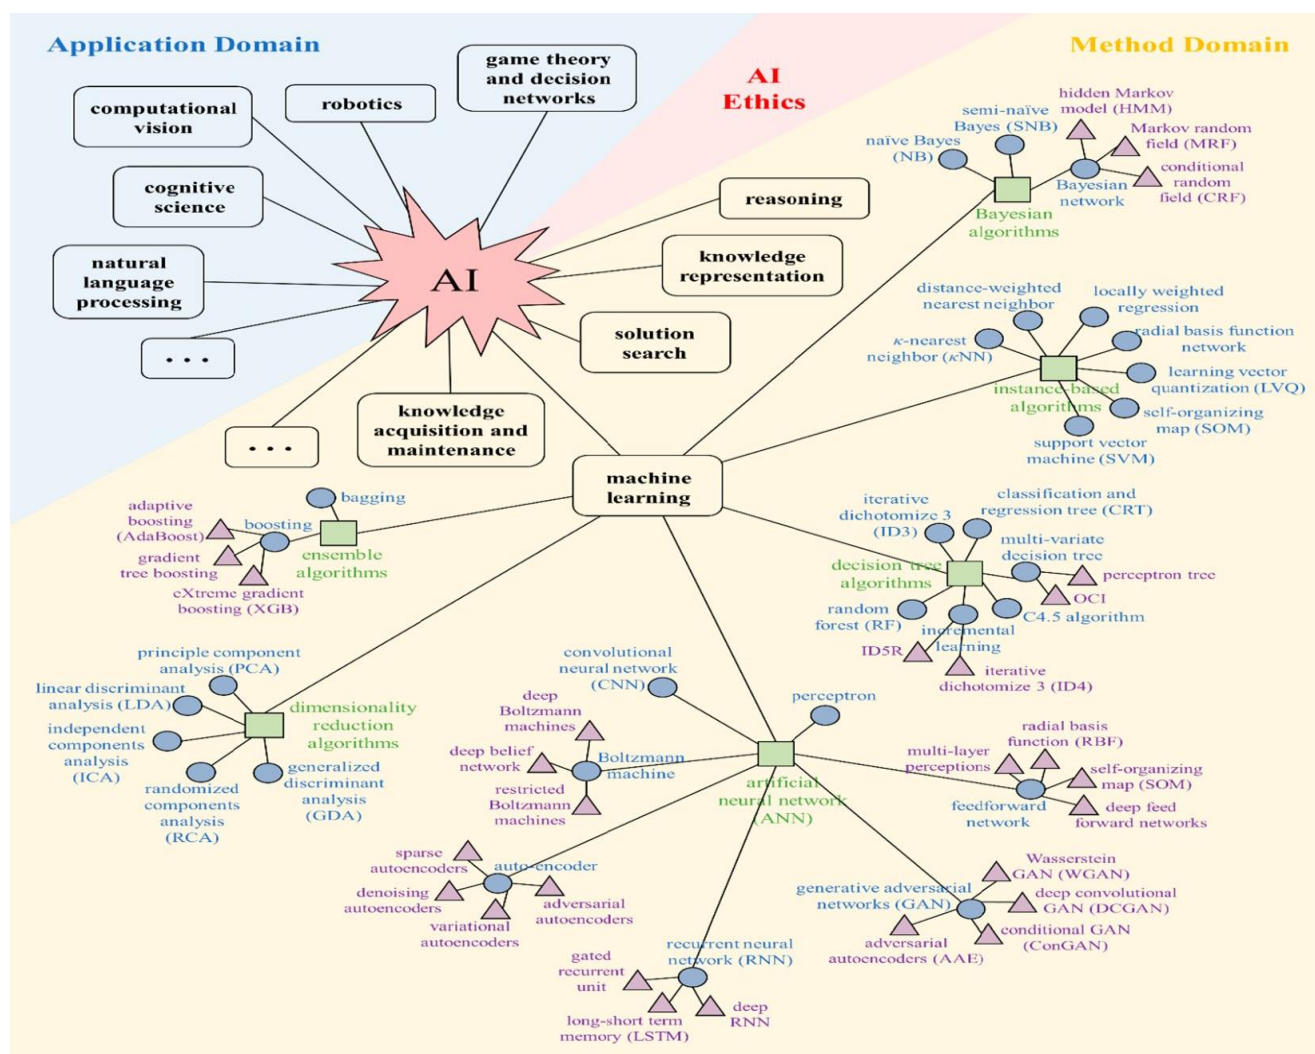 Application Domain
AI
Ethics
Method Domain
computational
vision
robotics
game theory
and decision
networks
cognitive
science
natural
language
processing
...
...
AI
reasoning
knowledge
representation
solution
search
knowledge
acquisition and
maintenance
machine
learning
naïve Bayes
(NB)
semi-naïve
Bayes (SNB)
hidden Markov
model (HMM)
Markov random
field (MRF)
conditional
random
field (CRF)
Bayesian
network
Bayesian
algorithms
distance-weighted
nearest neighbor
locally weighted
regression
κ-nearest
neighbor (κNN)
radial basis function
network
learning vector
quantization (LVQ)
instance-based
algorithms
self-organizing
map (SOM)
support vector
machine (SVM)
adaptive
boosting
(AdaBoost)
boosting
bagging
gradient
tree boosting
eXtreme gradient
boosting (XGB)
ensemble
algorithms
iterative
dichotomize 3
(ID3)
classification and
regression tree (CRT)
multi-variate
decision tree
decision tree
algorithms
perceptron tree
OCI
C4.5 algorithm
random
forest (RF)
incremental
learning
ID5R
iterative
dichotomize 3 (ID4)
principle component
analysis (PCA)
linear discriminant
analysis (LDA)
independent
components
analysis
(ICA)
randomized
components
analysis
(RCA)
generalized
discriminant
analysis
(GDA)
dimensionality
reduction
algorithms
convolutional
neural network
(CNN)
perceptron
deep
Boltzmann
machines
deep belief
network
restricted
Boltzmann
machines
Boltzmann
machine
artificial
neural network
(ANN)
multi-layer
perceptions
radial basis
function (RBF)
self-organizing
map (SOM)
deep feed
forward networks
feedforward
network
sparse
autoencoders
auto-encoder
denoising
autoencoders
variational
autoencoders
adversarial
autoencoders
generative adversarial
networks (GAN)
Wasserstein
GAN (WGAN)
deep convolutional
GAN (DCGAN)
conditional GAN
(ConGAN)
adversarial
autoencoders (AAE)
recurrent neural
network (RNN)
gated
recurrent
unit
long-short term
memory (LSTM)
deep
RNN